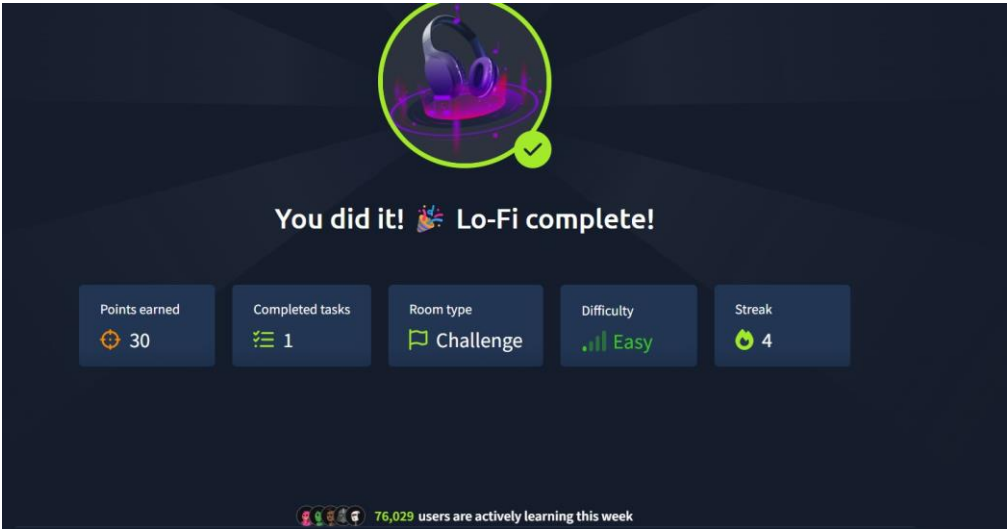 You did it! 🎉 Lo-Fi complete!
Points earned
30
Completed tasks
1
Room type
Challenge
Difficulty
Easy
Streak
4
76,029 users are actively learning this week